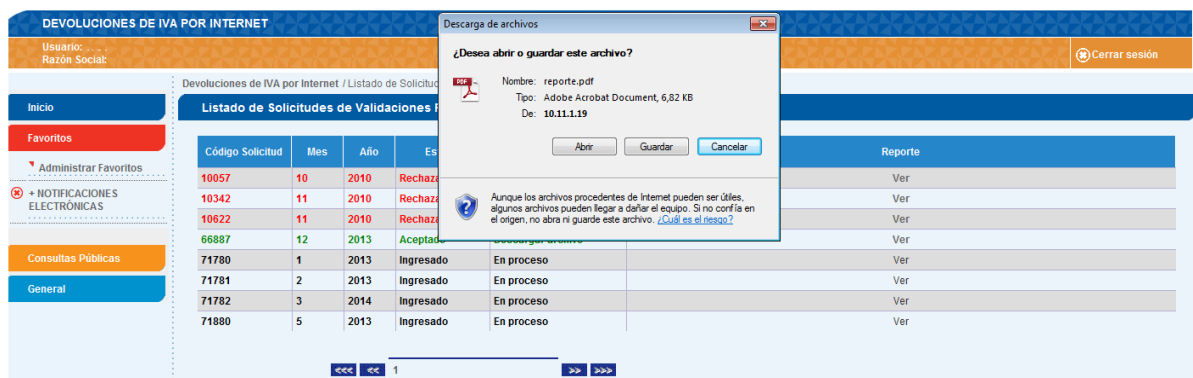 DEVOLUCIONES DE IVA POR INTERNET
Usuario:
Razón Social:
Cerrar sesión
Devoluciones de IVA por Internet / Listado de Solicitud
Inicio
Listado de Solicitudes de Validaciones
Favoritos
Administrar Favoritos
+ NOTIFICACIONES
ELECTRÓNICAS
Consultas Públicas
General
Descarga de archivos
¿Desea abrir o guardar este archivo?
PDF
Nombre: reporte.pdf
Tipo: Adobe Acrobat Document, 6,82 KB
De: 10.11.1.19
Abrir Guardar Cancelar
Aunque los archivos procedentes de Internet pueden ser útiles,
algunos archivos pueden llegar a dañar el equipo. Si no confía en
el origen, no abra ni guarde este archivo. ¿Cuál es el riesgo?
Código Solicitud Mes Año Es Reporte
10057 10 2010 Rechaza Ver
10342 11 2010 Rechaza Ver
10622 11 2010 Rechaza Ver
66887 12 2013 Aceptado Descargar archivo Ver
71780 1 2013 Ingresado En proceso Ver
71781 2 2013 Ingresado En proceso Ver
71782 3 2014 Ingresado En proceso Ver
71880 5 2013 Ingresado En proceso Ver
<<< << 1 >> >>>